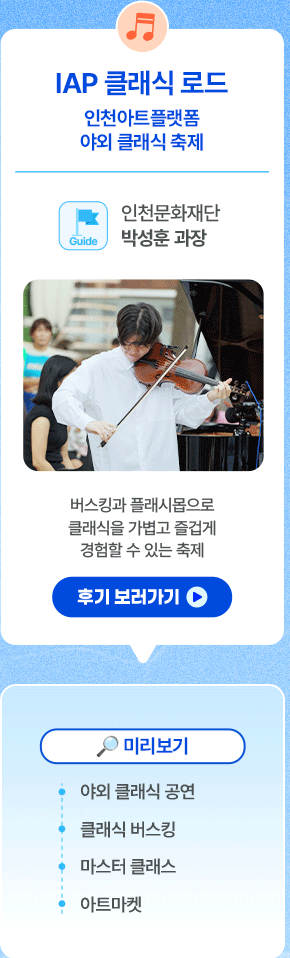 IAP 클래식 로드
인천아트플랫폼
야외 클래식 축제
Guide
인천문화재단
박성훈 과장
버스킹과 플래시몹으로
클래식을 가볍고 즐겁게
경험할 수 있는 축제
후기 보러가기
미리보기
야외 클래식 공연
클래식 버스킹
마스터 클래스
아트마켓